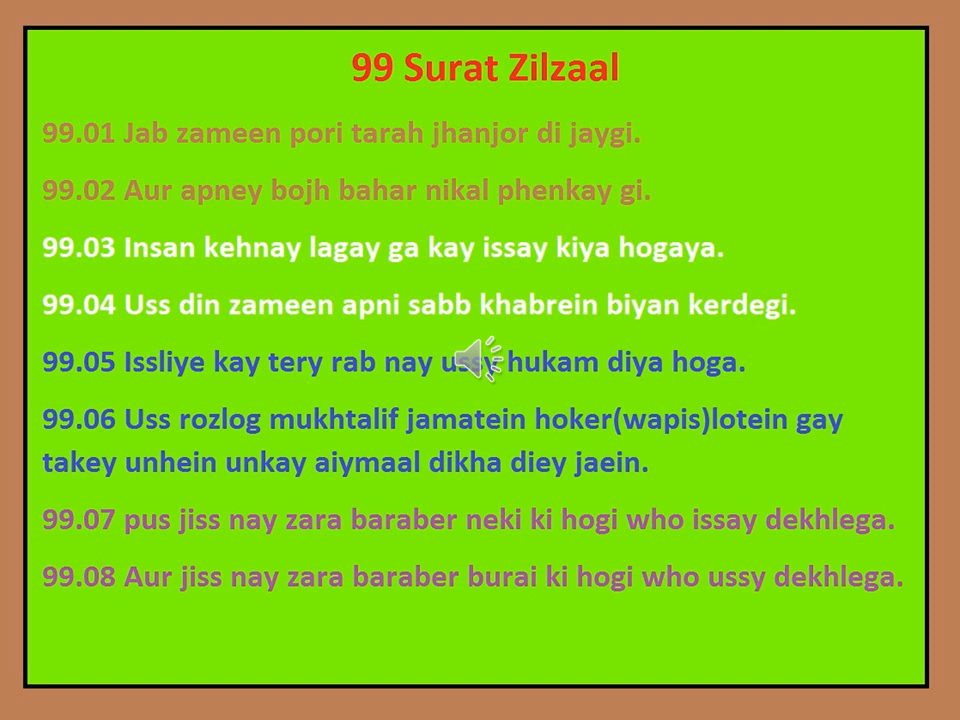 99 Surat Zilzaal
99.01 Jab zameen pori tarah jhanjor di jaygi.
99.02 Aur apney bojh bahar nikal phenkay gi.
99.03 Insan kehnay lagay ga kay issay kiya hogaya.
99.04 Uss din zameen apni sabb khabrein biyan kerdegi.
99.05 Issliye kay tery rab nay ussy hukam diya hoga.
99.06 Uss rozlog mukhtalif jamatein hoker(wapis)lotein gay
takey unhein unkay aiymaal dikha diey jaein.
99.07 pus jiss nay zara baraber neki ki hogi who issay dekhlega.
99.08 Aur jiss nay zara baraber burai ki hogi who ussy dekhlega.